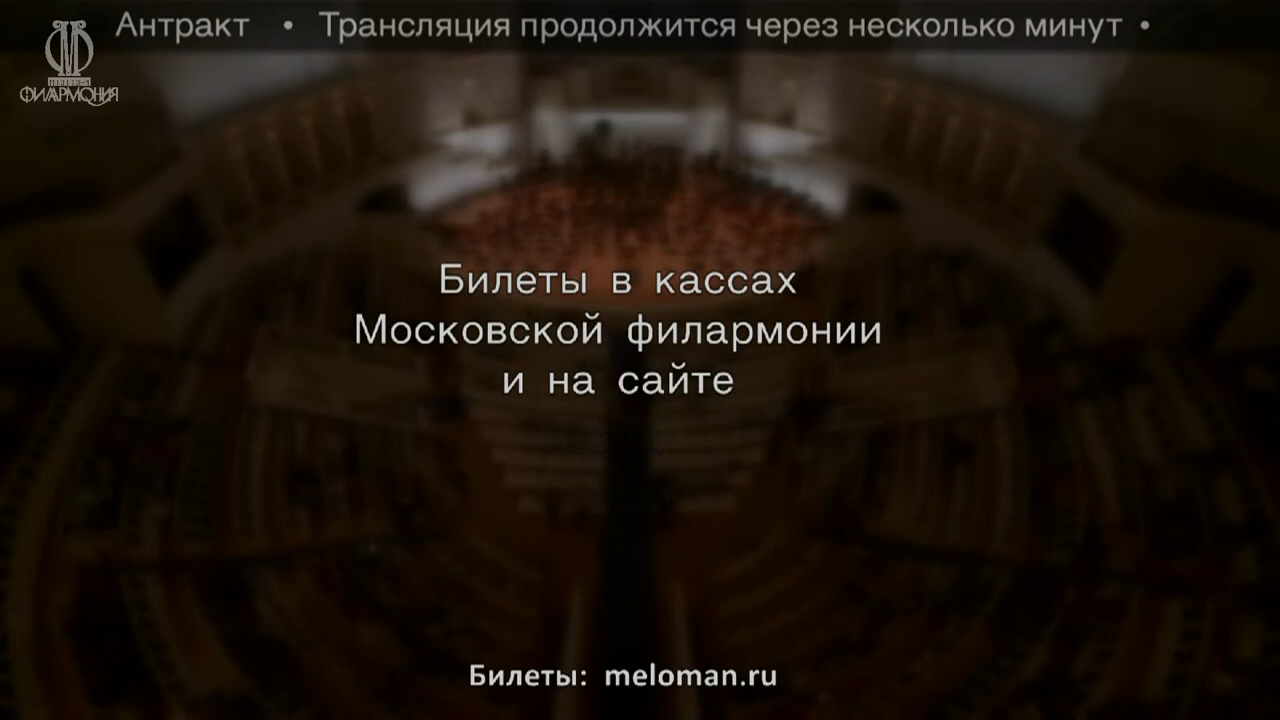 Антракт • Трансляция продолжится через несколько минут •
ФИЛАРМОНИЯ
Билеты в кассах
Московской филармонии
и на сайте
Билеты: meloman.ru